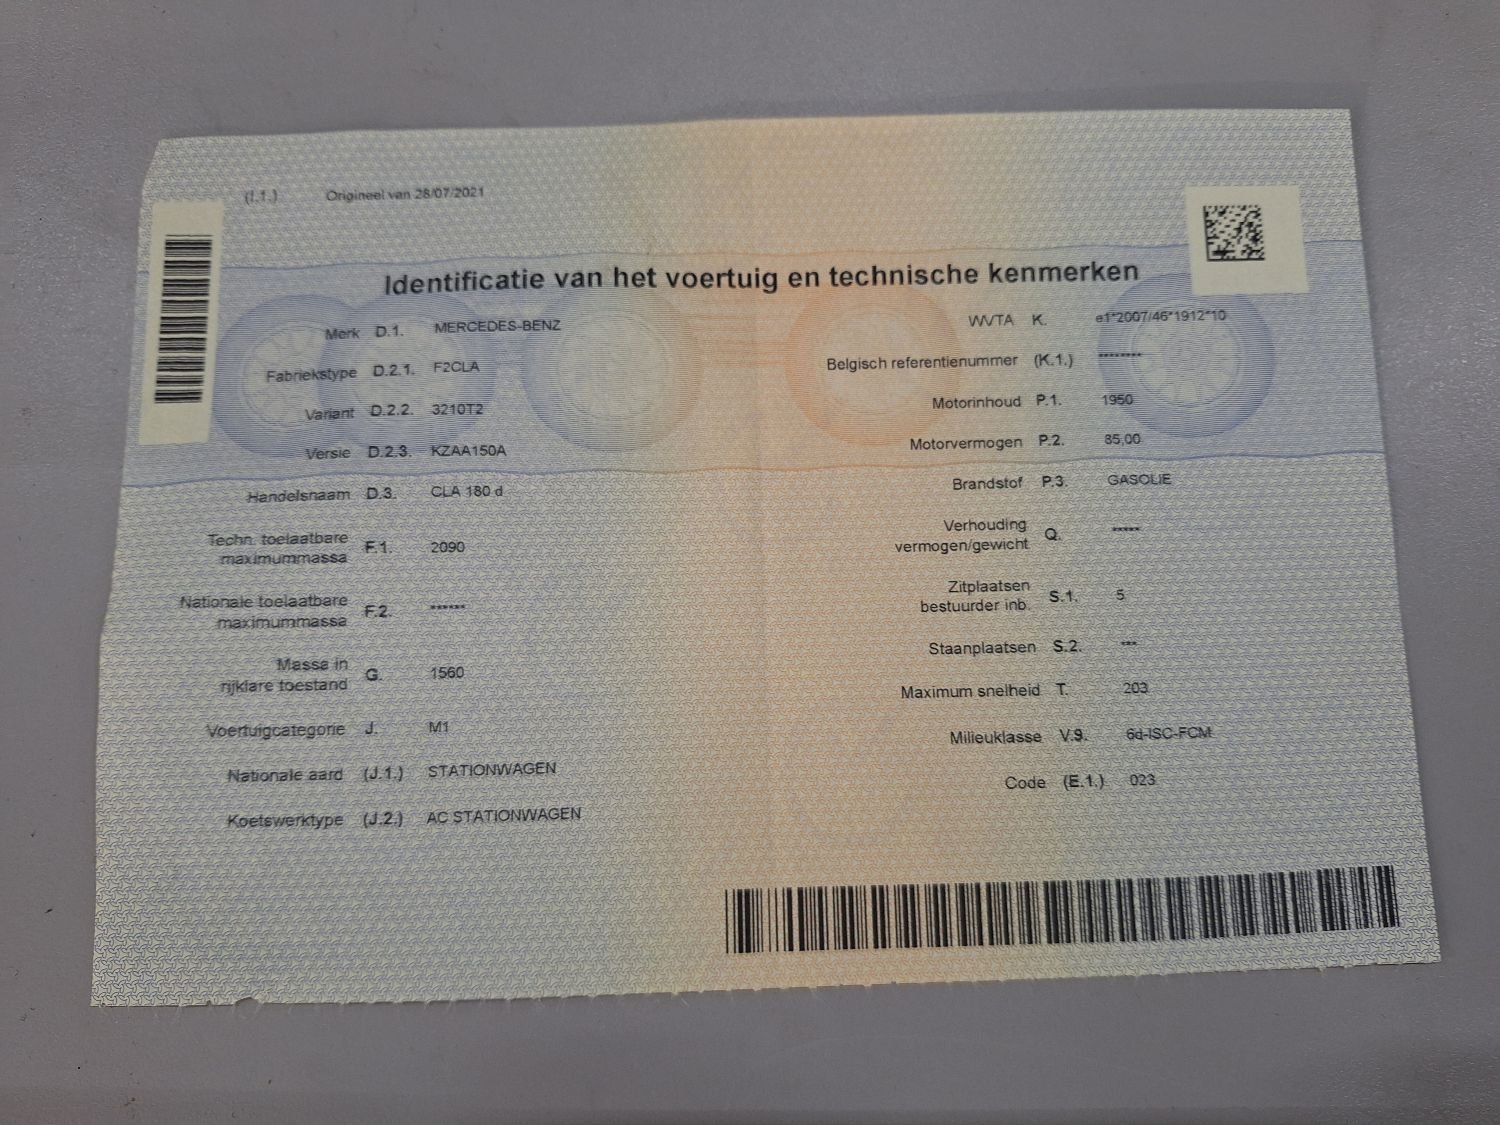 (I.1.) Origineel van 28/07/2021
Identificatie van het voertuig en technische kenmerken
Merk D.1. MERCEDES-BENZ
Fabriekstype D.2.1. F2CLA
Variant D.2.2. 3210T2
Versie D.2.3. KZAA150A
Handelsnaam D.3. CLA 180 d
Techn. toelaatbare
maximummassa F.1. 2090
Nationale toelaatbare
maximummassa F.2. ******
Massa in
rijklare toestand G. 1560
Voertuigcategorie J. M1
Nationale aard (J.1.) STATIONWAGEN
Koetswerktype (J.2.) AC STATIONWAGEN
WVTA K. e1*2007/46*1912*10
Belgisch referentienummer (K.1.) ********
Motorinhoud P.1. 1950
Motorvermogen P.2. 85,00
Brandstof P.3. GASOLIE
Verhouding
vermogen/gewicht Q. *****
Zitplaatsen
bestuurder inb. S.1. 5
Staanplaatsen S.2. ***
Maximum snelheid T. 203
Milieuklasse V.9. 6d-ISC-FCM
Code (E.1.) 023